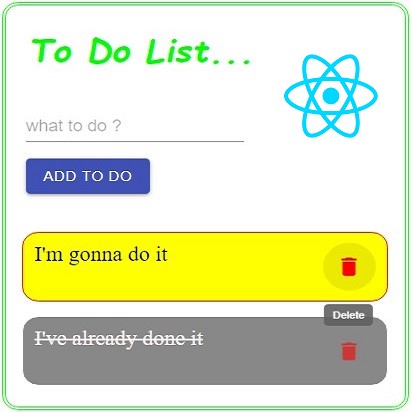 To Do List...
what to do ?
ADD TO DO
I'm gonna do it
Delete
I've already done it